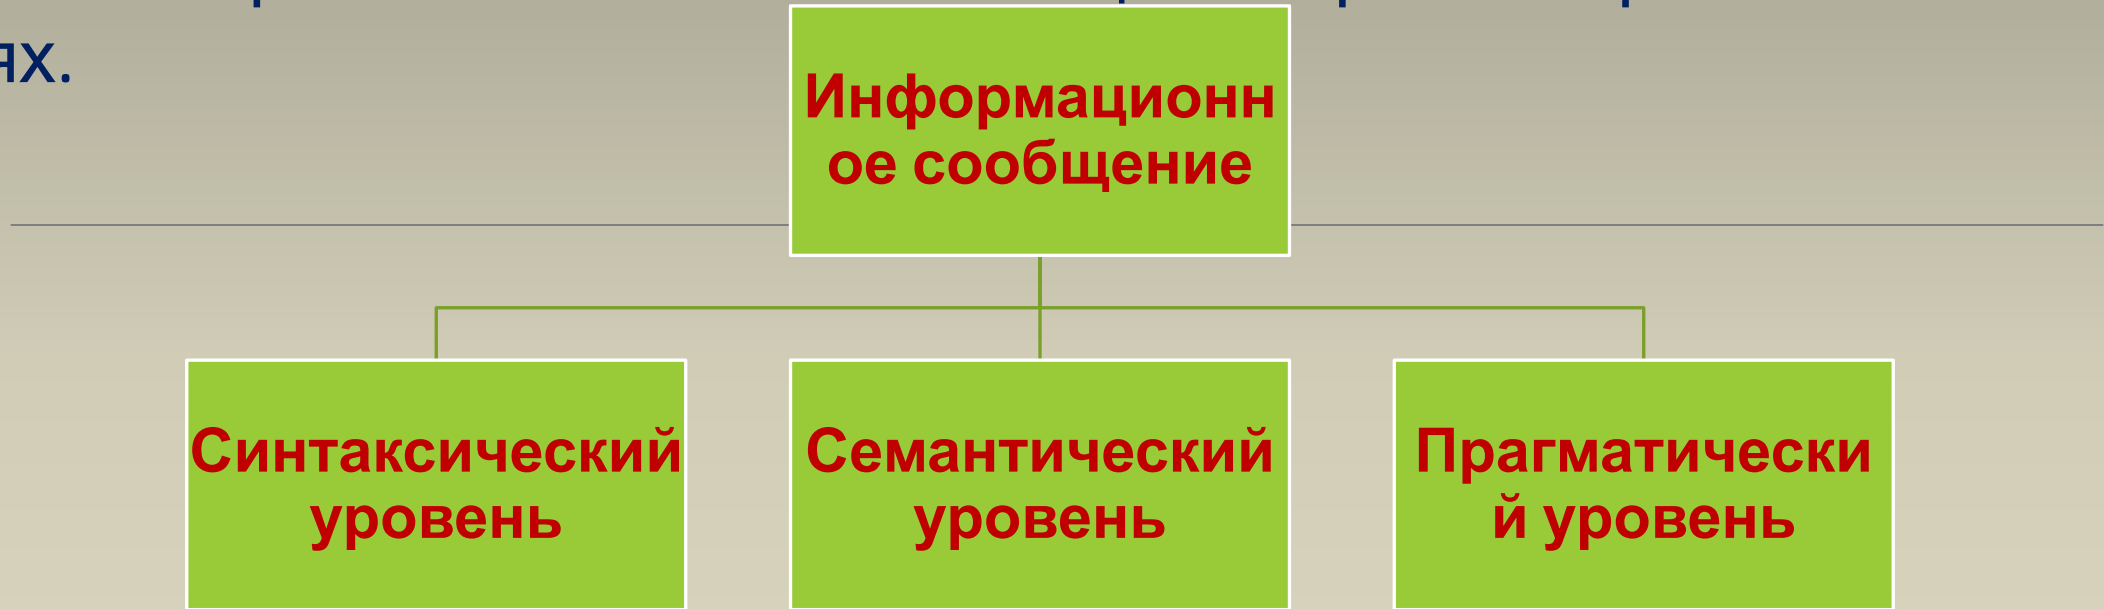 ях.
Информационн
ое сообщение
Синтаксический
уровень
Семантический
уровень
Прагматически
й уровень